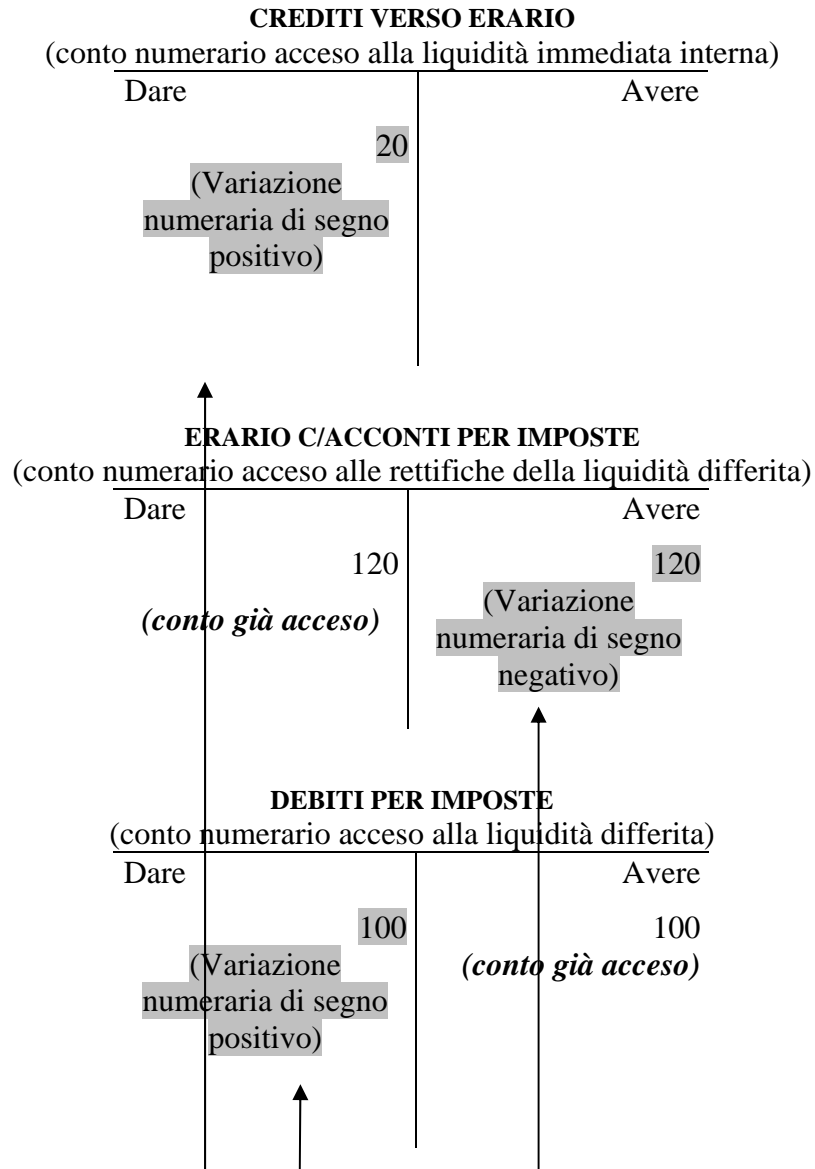 CREDITI VERSO ERARIO
(conto numerario acceso alla liquidità immediata interna)
Dare Avere
20
(Variazione
numeraria di segno
positivo)
ERARIO C/ACCONTI PER IMPOSTE
(conto numerario acceso alle rettifiche della liquidità differita)
Dare Avere
120
(conto già acceso)
120
(Variazione
numeraria di segno
negativo)
DEBITI PER IMPOSTE
(conto numerario acceso alla liquidità differita)
Dare Avere
100
(Variazione
numeraria di segno
positivo)
100
(conto già acceso)